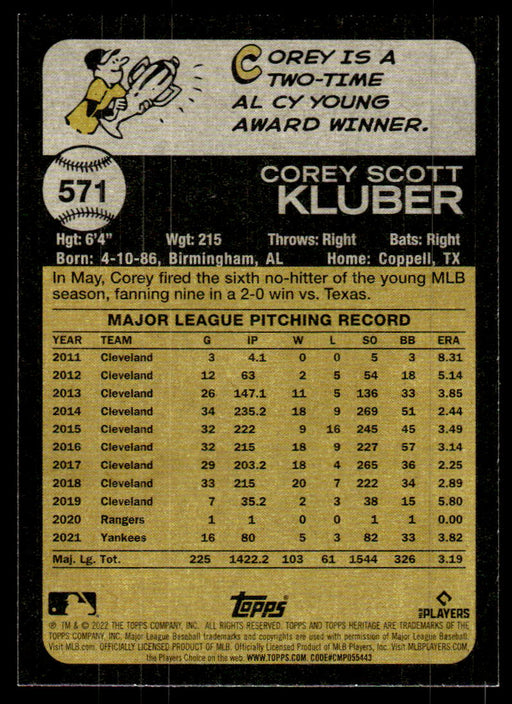 COREY IS A
TWO-TIME
AL CY YOUNG
AWARD WINNER.
571
COREY SCOTT
KLUBER
Hgt: 6'4" Wgt: 215 Throws: Right Bats: Right
Born: 4-10-86, Birmingham, AL Home: Coppell, TX
In May, Corey fired the sixth no-hitter of the young MLB
season, fanning nine in a 2-0 win vs. Texas.
MAJOR LEAGUE PITCHING RECORD
YEAR TEAM G IP W L SO BB ERA
2011 Cleveland 3 4.1 0 0 5 3 8.31
2012 Cleveland 12 63 2 5 54 18 5.14
2013 Cleveland 26 147.1 11 5 136 33 3.85
2014 Cleveland 34 235.2 18 9 269 51 2.44
2015 Cleveland 32 222 9 16 245 45 3.49
2016 Cleveland 32 215 18 9 227 57 3.14
2017 Cleveland 29 203.2 18 4 265 36 2.25
2018 Cleveland 33 215 20 7 222 34 2.89
2019 Cleveland 7 35.2 2 3 38 15 5.80
2020 Rangers 1 1 0 0 1 1 0.00
2021 Yankees 16 80 5 3 82 33 3.82
Maj. Lg. Tot. 225 1422.2 103 61 1544 326 3.19
Topps
MLB PLAYERS
℗ TM & © 2022 THE TOPPS COMPANY, INC. ALL RIGHTS RESERVED. TOPPS AND TOPPS HERITAGE ARE TRADEMARKS OF THE
TOPPS COMPANY, INC. Major League Baseball trademarks and copyrights are used with permission of Major League Baseball.
Visit MLB.com. OFFICIALLY LICENSED PRODUCT OF MLB. OFFICIALLY LICENSED PRODUCT OF MLB Players, Inc. Visit MLBPLAYERS.COM,
the Players Choice on the web. WWW.TOPPS.COM. CODE#CMP055443